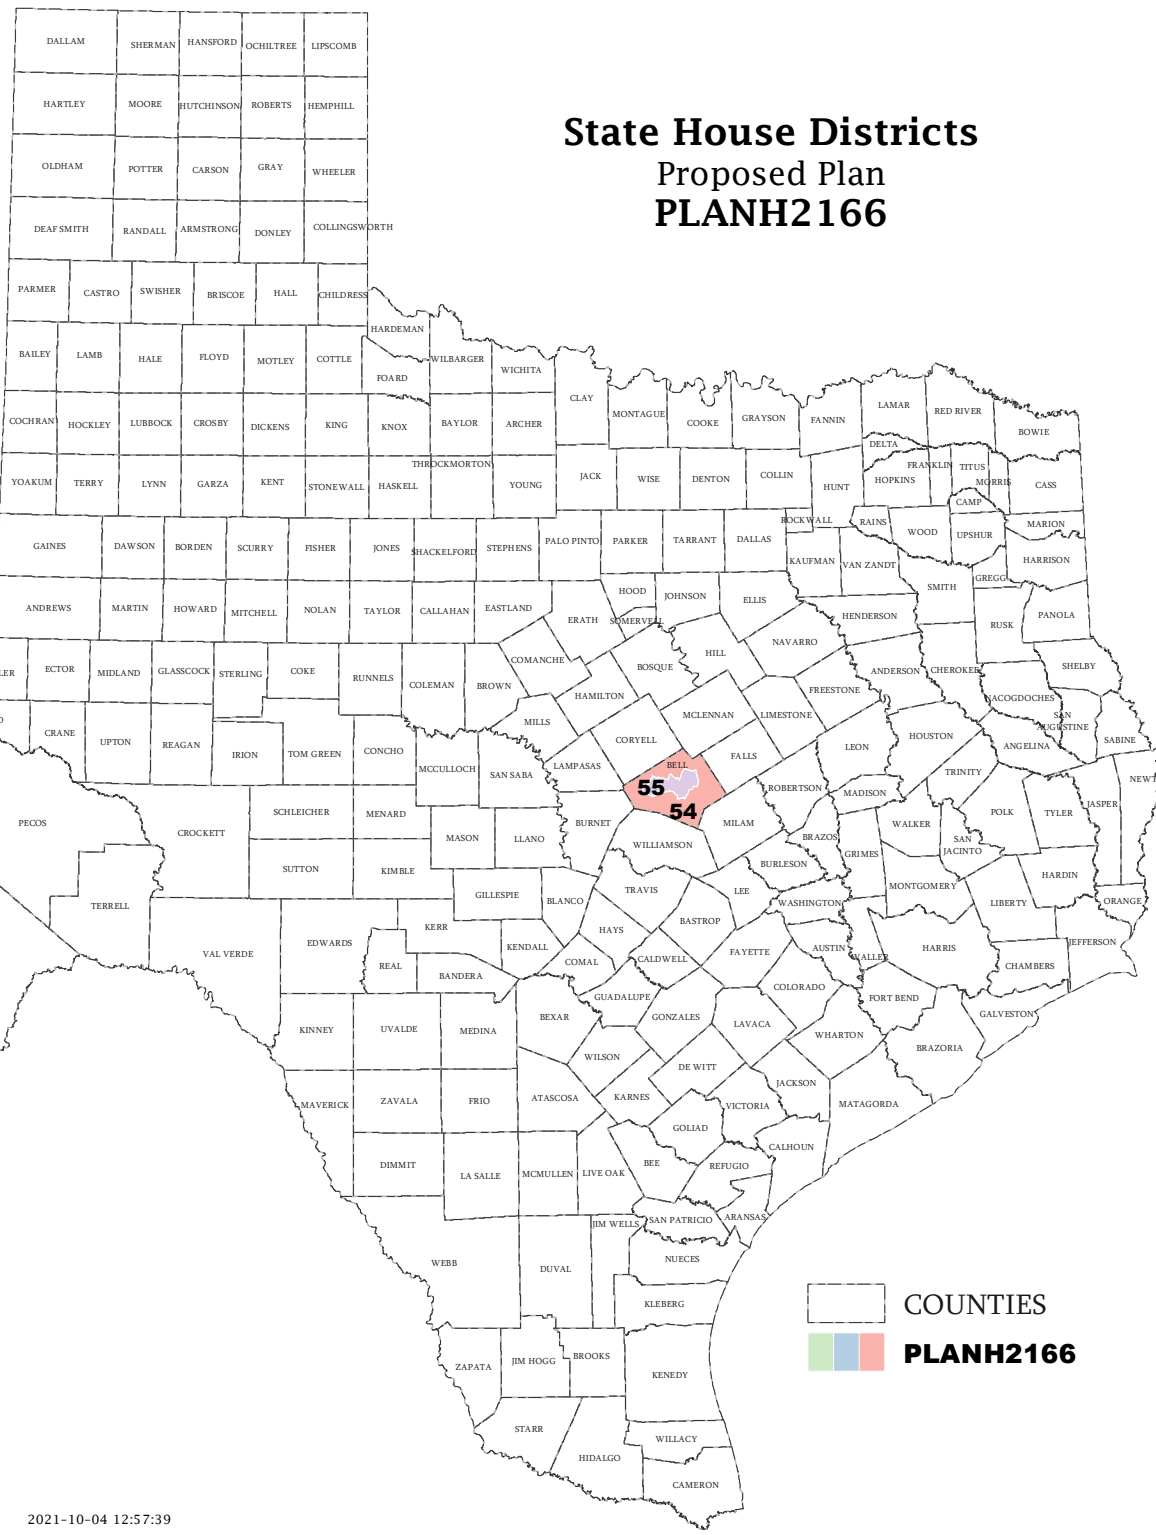 State House Districts
Proposed Plan
PLANH2166
DALLAM SHERMAN HANSFORD OCHILTREE LIPSCOMB
HARTLEY MOORE HUTCHINSON ROBERTS HEMPHILL
OLDHAM POTTER CARSON GRAY WHEELER
DEAF SMITH RANDALL ARMSTRONG DONLEY COLLINGSWORTH
PARMER CASTRO SWISHER BRISCOE HALL CHILDRESS
HARDEMAN
BAILEY LAMB HALE FLOYD MOTLEY COTTLE WILBARGER WICHITA
FOARD
CLAY
COCHRAN HOCKLEY LUBBOCK CROSBY DICKENS KING KNOX BAYLOR ARCHER MONTAGUE COOKE GRAYSON FANNIN LAMAR RED RIVER BOWIE
DELTA
THROCKMORTON FRANKLIN TITUS
YOAKUM TERRY LYNN GARZA KENT STONEWALL HASKELL YOUNG JACK WISE DENTON COLLIN HUNT HOPKINS MORRIS CASS
CAMP
ROCKWALL RAINS WOOD UPSHUR MARION
GAINES DAWSON BORDEN SCURRY FISHER JONES SHACKELFORD STEPHENS PALO PINTO PARKER TARRANT DALLAS
KAUFMAN VAN ZANDT SMITH GREGG HARRISON
ANDREWS MARTIN HOWARD MITCHELL NOLAN TAYLOR CALLAHAN EASTLAND ERATH HOOD SOMERVELL JOHNSON ELLIS HENDERSON RUSK PANOLA
LER ECTOR MIDLAND GLASSCOCK STERLING COKE RUNNELS COLEMAN BROWN COMANCHE BOSQUE HILL NAVARRO ANDERSON CHEROKEE SHELBY
HAMILTON FREESTONE NACOGDOCHES
MILLS MCLENNAN LIMESTONE SAN
AUGUSTINE
CRANE UPTON REAGAN IRION TOM GREEN CONCHO CORYELL LEON HOUSTON ANGELINA SABINE
MCCULLOCH SAN SABA LAMPASAS BELL FALLS TRINITY NEWT
55
54
PECOS CROCKETT SCHLEICHER MENARD MASON LLANO BURNET WILLIAMSON MILAM ROBERTSON MADISON BRAZOS WALKER SAN
JACINTO
POLK TYLER JASPER
SUTTON KIMBLE BURLESON GRIMES
TERRELL GILLESPIE BLANCO TRAVIS LEE WASHINGTON MONTGOMERY LIBERTY HARDIN ORANGE
VAL VERDE EDWARDS KERR KENDALL HAYS BASTROP FAYETTE AUSTIN WALLER HARRIS CHAMBERS JEFFERSON
REAL BANDERA COMAL CALDWELL COLORADO FORT BEND GALVESTON
KINNEY UVALDE MEDINA BEXAR GUADALUPE GONZALES LAVACA WHARTON BRAZORIA
WILSON DE WITT JACKSON
MAVERICK ZAVALA FRIO ATASCOSA KARNES VICTORIA MATAGORDA
GOLIAD CALHOUN
DIMMIT LA SALLE MCMULLEN LIVE OAK BEE REFUGIO
JIM WELLS SAN PATRICIO ARANSAS
WEBB DUVAL NUECES
KLEBERG
ZAPATA JIM HOGG BROOKS KENEDY
STARR HIDALGO WILLACY
CAMERON
COUNTIES
PLANH2166
2021-10-04 12:57:39